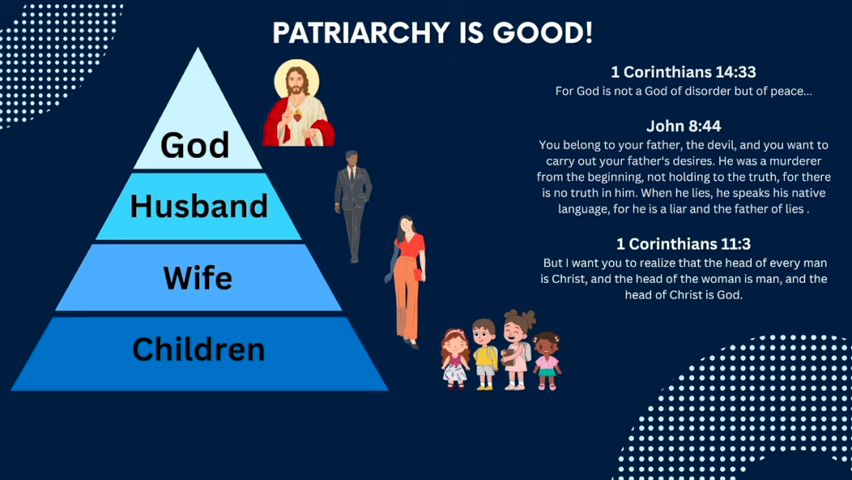 PATRIARCHY IS GOOD!
God
Husband
Wife
Children
1 Corinthians 14:33
For God is not a God of disorder but of peace...
John 8:44
You belong to your father, the devil, and you want to
carry out your father's desires. He was a murderer
from the beginning, not holding to the truth, for there
is no truth in him. When he lies, he speaks his native
language, for he is a liar and the father of lies .
1 Corinthians 11:3
But I want you to realize that the head of every man
is Christ, and the head of the woman is man, and the
head of Christ is God.